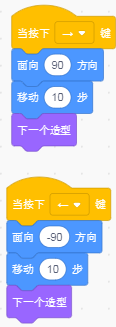 当按下 → 键
面向 90 方向
移动 10 步
下一个造型
当按下 ← 键
面向 -90 方向
移动 10 步
下一个造型